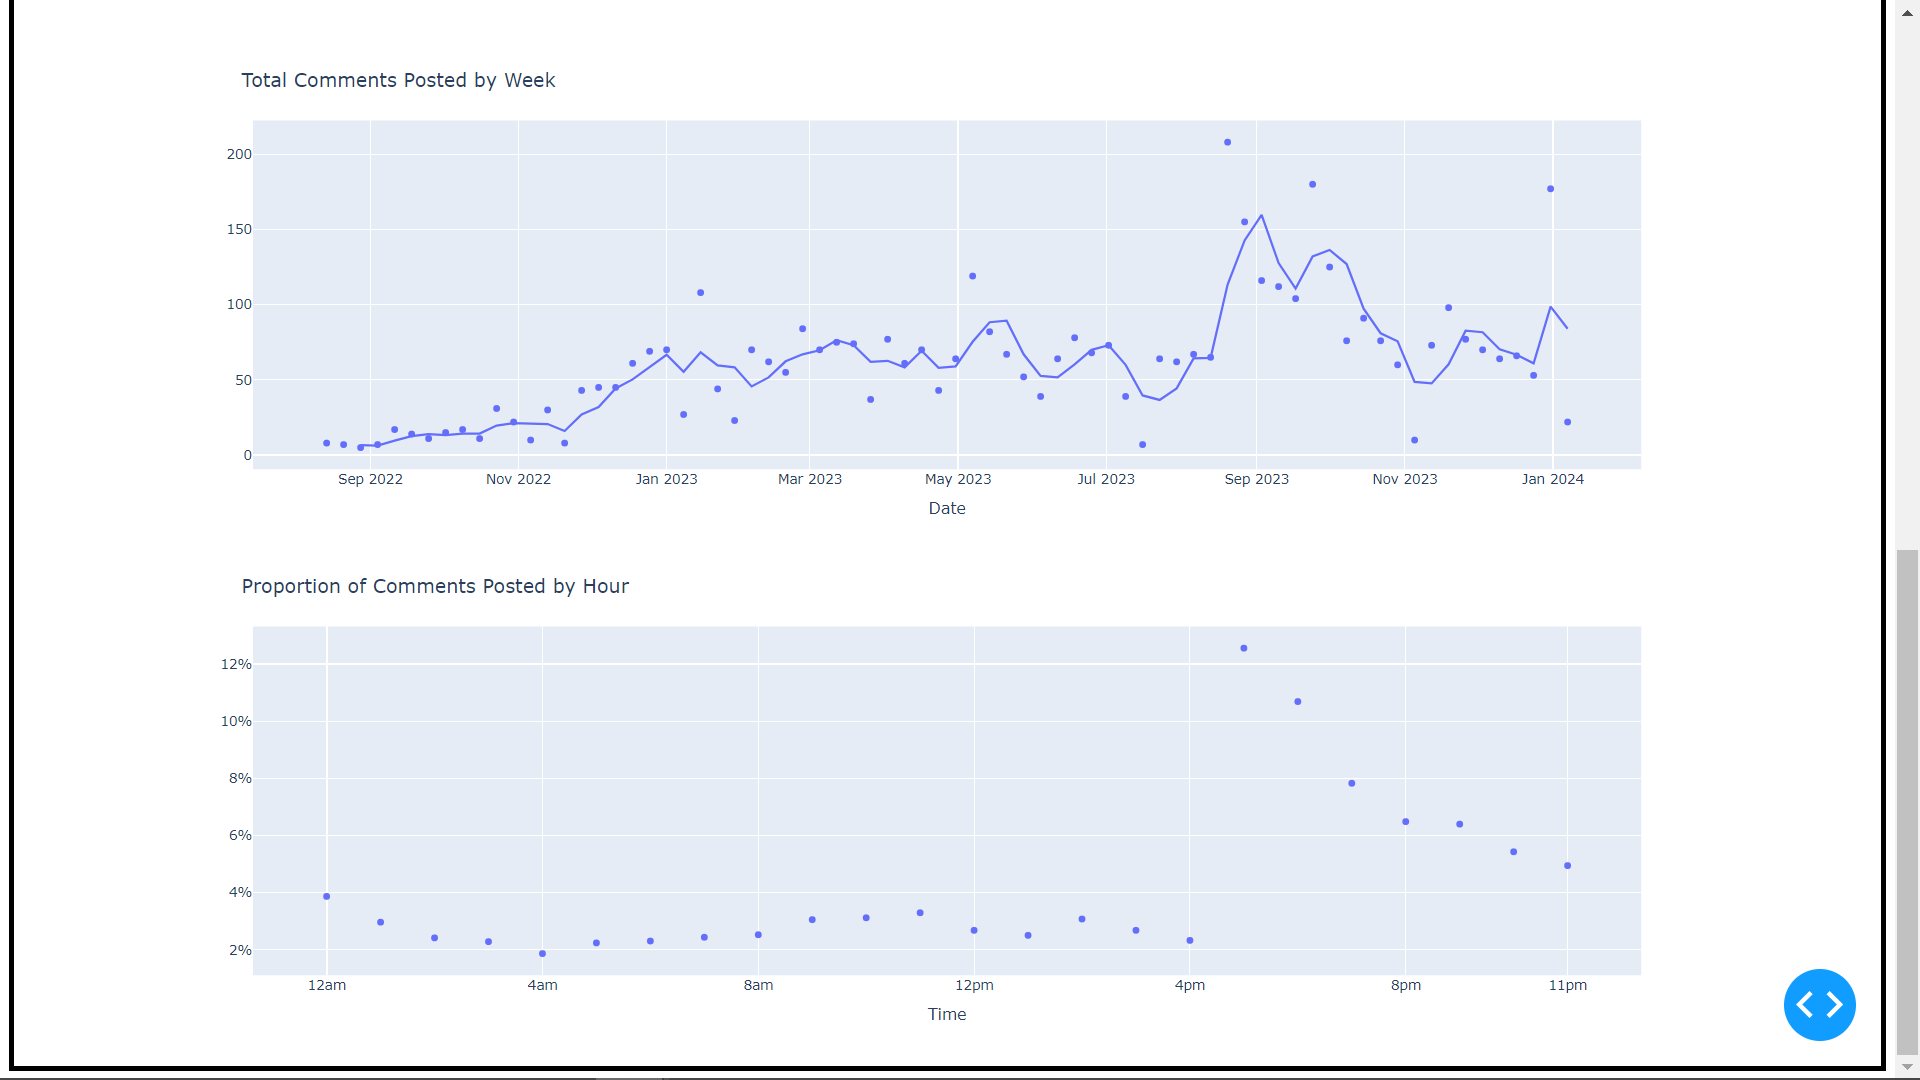 Total Comments Posted by Week
200
150
100
50
0
Sep 2022 Nov 2022 Jan 2023 Mar 2023 May 2023 Jul 2023 Sep 2023 Nov 2023 Jan 2024
Date
Proportion of Comments Posted by Hour
12%
10%
8%
6%
4%
2%
12am 4am 8am 12pm 4pm 8pm 11pm
Time